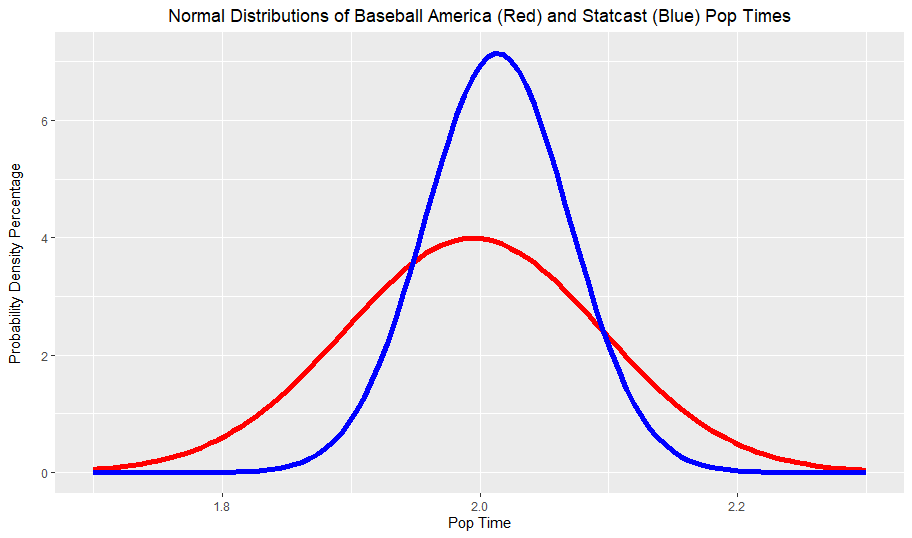 Normal Distributions of Baseball America (Red) and Statcast (Blue) Pop Times
Probability Density Percentage
6
4
2
0
1.8
2.0
2.2
Pop Time